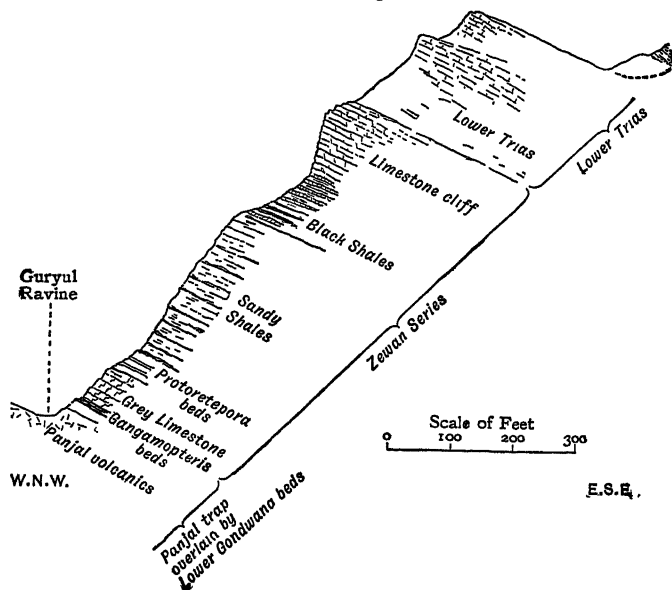 Lower Trias
Lower Trias
Limestone cliff
Black Shales
Guryul
Ravine
Sandy
Shales
Zewan Series
Protoretepora
beds
Grey Limestone
Gangamopteris
beds
Panjal volcanics
Scale of Feet
0 100 200 300
W.N.W.
E.S.E.
Panjal trap
overlain by
Lower Gondwana beds